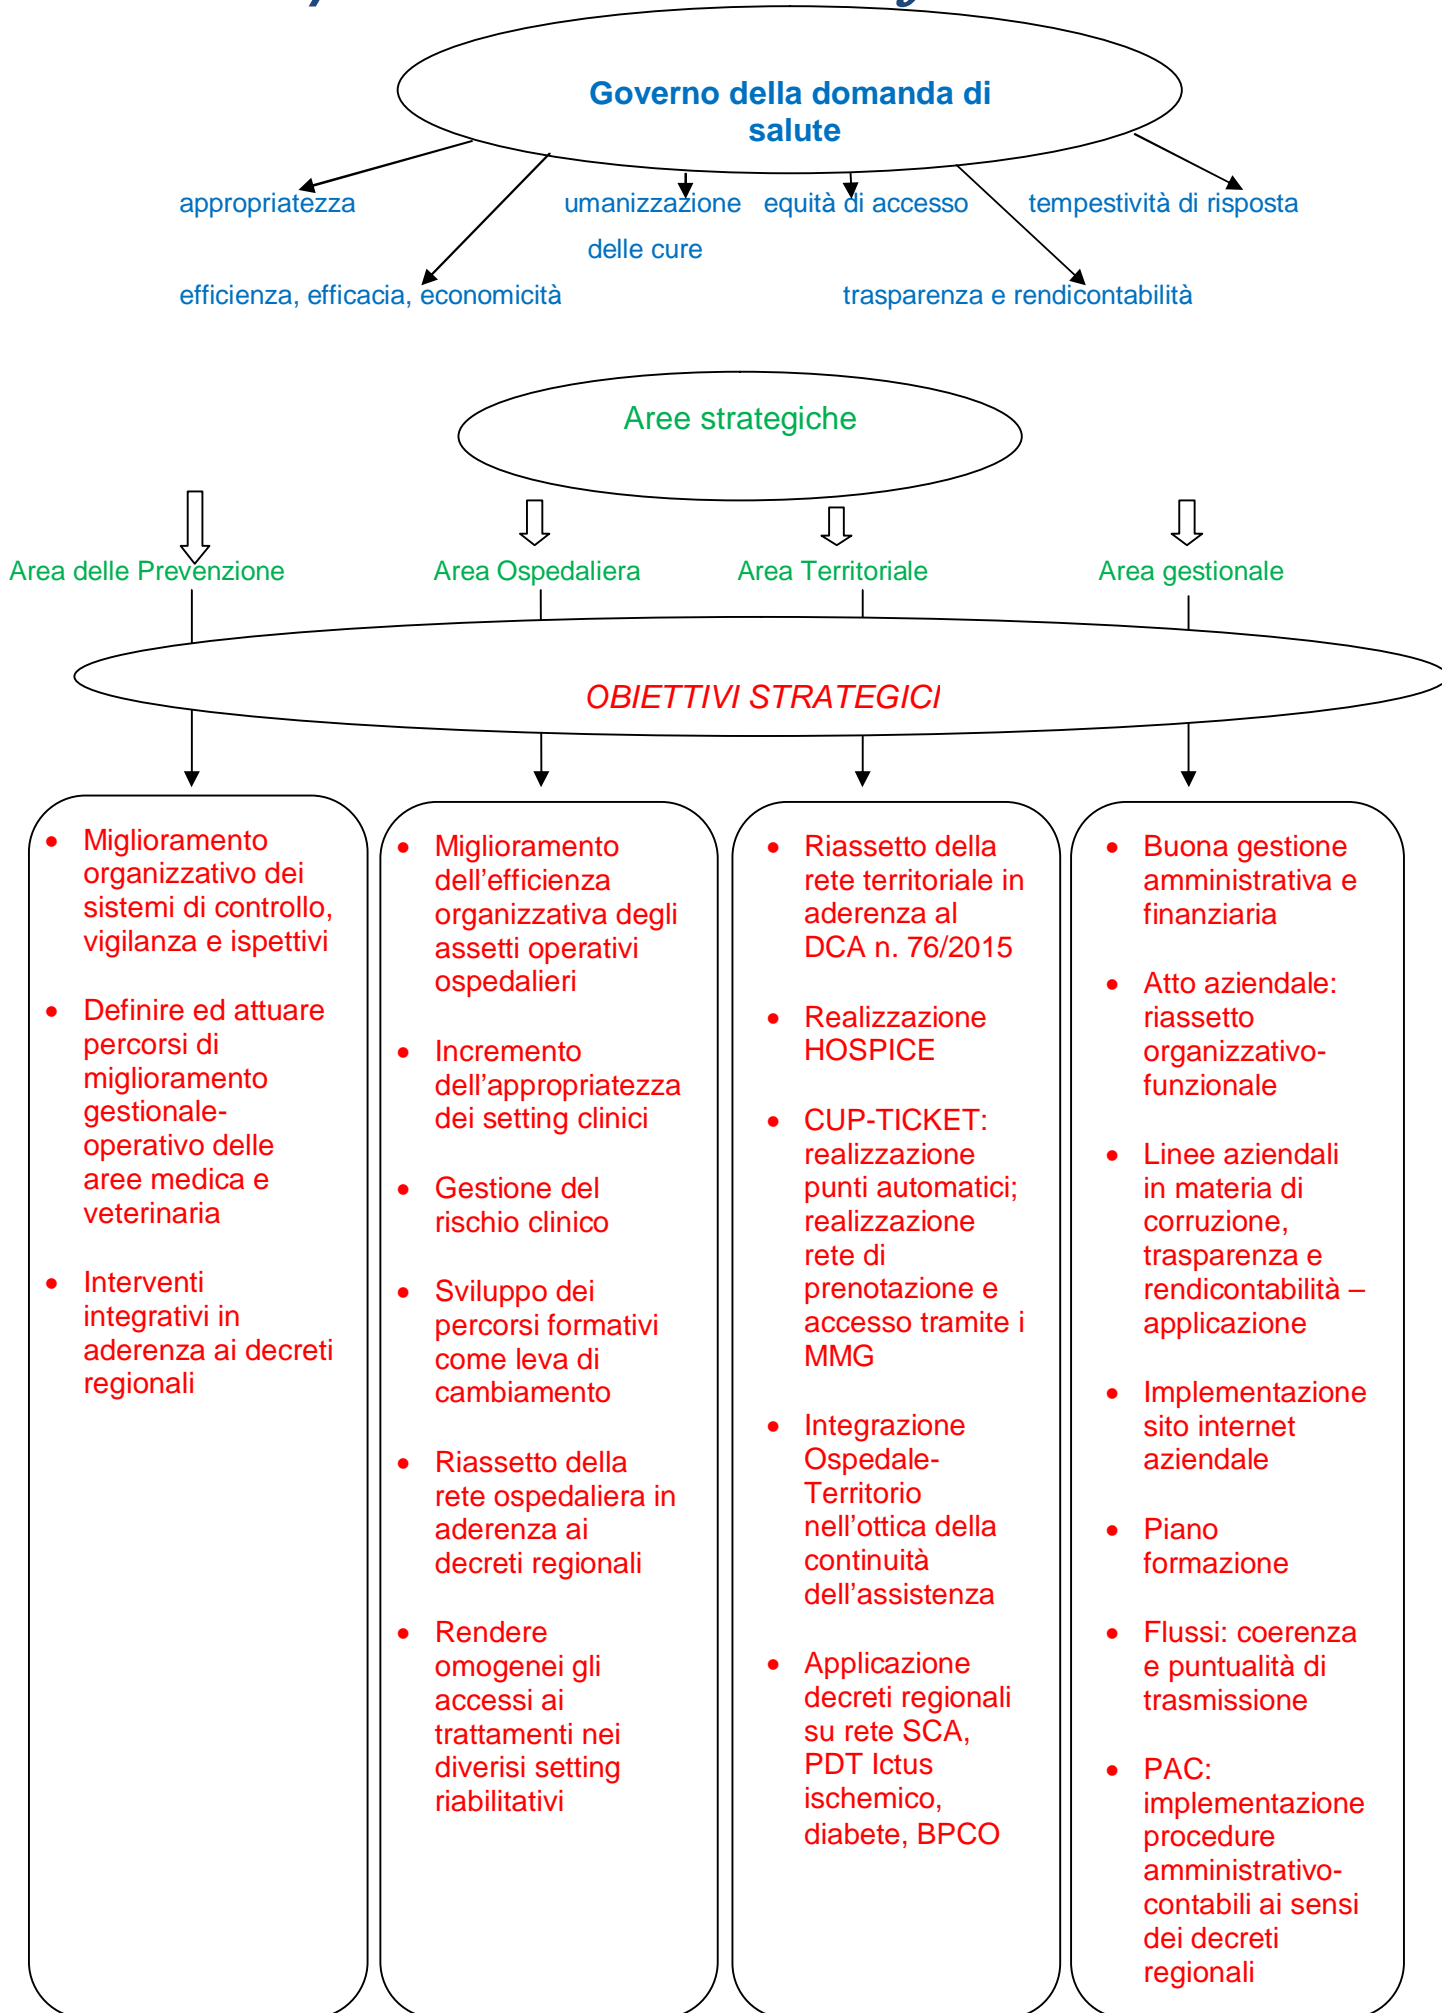 Governo della domanda di
salute
appropriatezza
umanizzazione
delle cure
equità di accesso
tempestività di risposta
efficienza, efficacia, economicità
trasparenza e rendicontabilità
Aree strategiche
Area delle Prevenzione
Area Ospedaliera
Area Territoriale
Area gestionale
OBIETTIVI STRATEGICI
• Miglioramento
organizzativo dei
sistemi di controllo,
vigilanza e ispettivi
• Definire ed attuare
percorsi di
miglioramento
gestionale-
operativo delle
aree medica e
veterinaria
• Interventi
integrativi in
aderenza ai decreti
regionali
• Miglioramento
dell'efficienza
organizzativa degli
assetti operativi
ospedalieri
• Incremento
dell'appropriatezza
dei setting clinici
• Gestione del
rischio clinico
• Sviluppo dei
percorsi formativi
come leva di
cambiamento
• Riassetto della
rete ospedaliera in
aderenza ai
decreti regionali
• Rendere
omogenei gli
accessi ai
trattamenti nei
diverisi setting
riabilitativi
• Riassetto della
rete territoriale in
aderenza al
DCA n. 76/2015
• Realizzazione
HOSPICE
• CUP-TICKET:
realizzazione
punti automatici;
realizzazione
rete di
prenotazione e
accesso tramite i
MMG
• Integrazione
Ospedale-
Territorio
nell'ottica della
continuità
dell'assistenza
• Applicazione
decreti regionali
su rete SCA,
PDT Ictus
ischemico,
diabete, BPCO
• Buona gestione
amministrativa e
finanziaria
• Atto aziendale:
riassetto
organizzativo-
funzionale
• Linee aziendali
in materia di
corruzione,
trasparenza e
rendicontabilità –
applicazione
• Implementazione
sito internet
aziendale
• Piano
formazione
• Flussi: coerenza
e puntualità di
trasmissione
• PAC:
implementazione
procedure
amministrativo-
contabili ai sensi
dei decreti
regionali